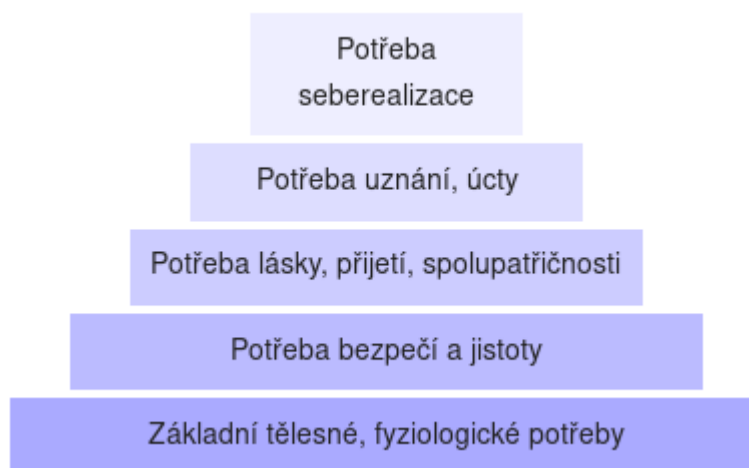 Potřeba
seberealizace
Potřeba uznání, úcty
Potřeba lásky, přijetí, spolupatřičnosti
Potřeba bezpečí a jistoty
Základní tělesné, fyziologické potřeby